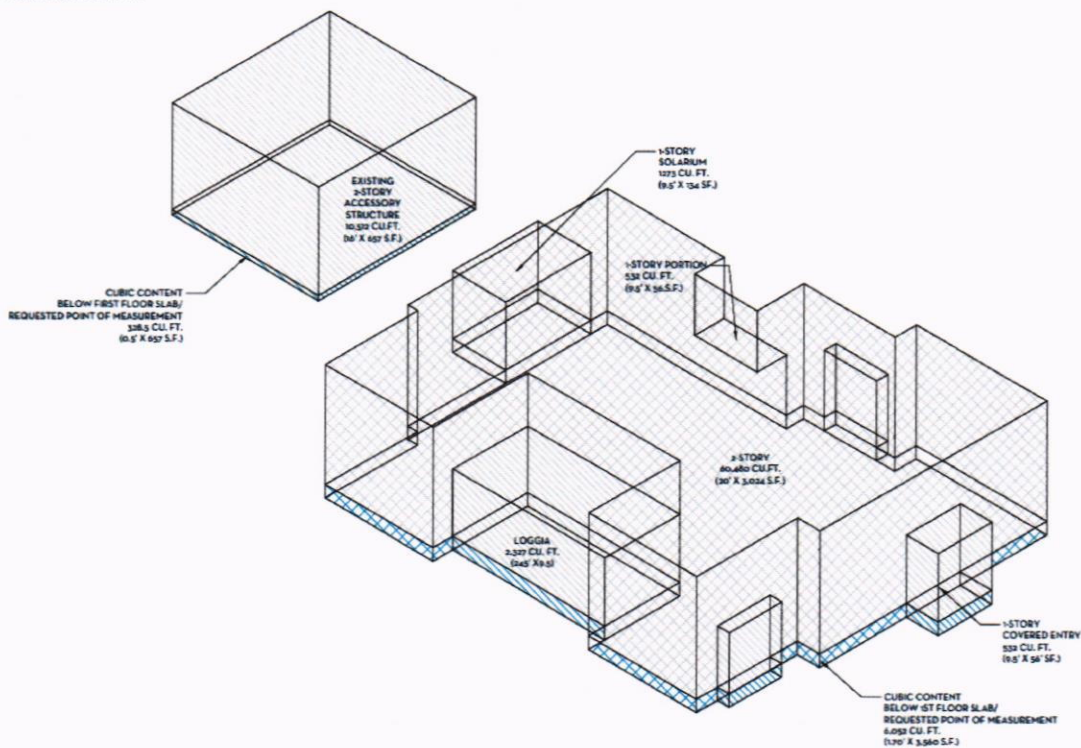 EXISTING
2-STORY
ACCESSORY
STRUCTURE
10,512 CU.FT.
(16' X 657 S.F.)
CUBIC CONTENT
BELOW FIRST FLOOR SLAB/
REQUESTED POINT OF MEASUREMENT
328.5 CU. FT.
(0.5' X 657 S.F.)
1-STORY
SOLARIUM
1273 CU. FT.
(9.5' X 134 SF.)
1-STORY PORTION
532 CU. FT.
(9.5' X 56 S.F.)
2-STORY
60,480 CU.FT.
(20' X 3,024 S.F.)
LOGGIA
2,327 CU. FT.
(245' X 9.5)
1-STORY
COVERED ENTRY
532 CU. FT.
(9.5' X 56' SF.)
CUBIC CONTENT
BELOW 1ST FLOOR SLAB/
REQUESTED POINT OF MEASUREMENT
6,052 CU. FT.
(1.70' X 3,560 S.F.)